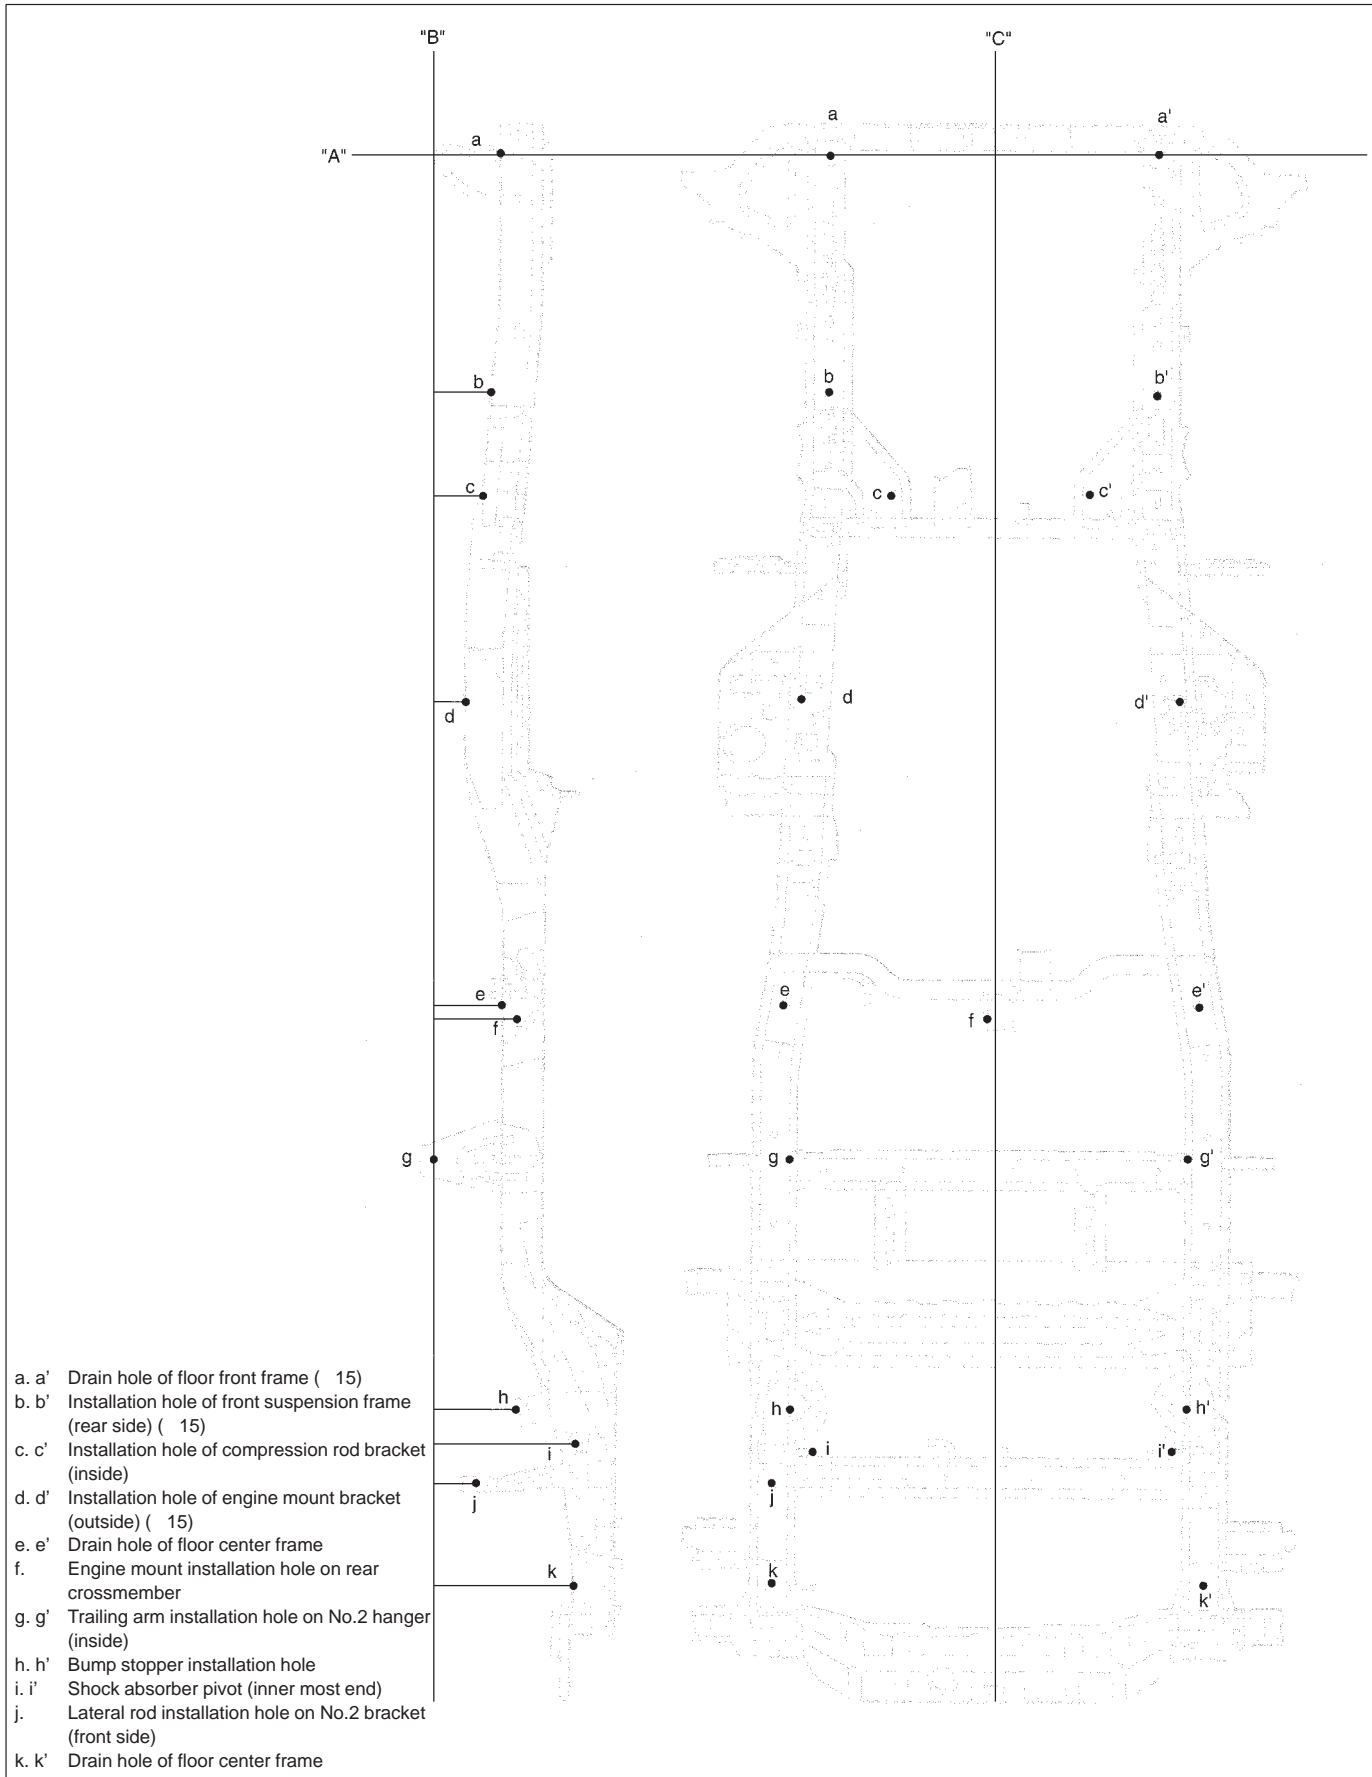 "B"
"C"
a
a
a'
"A"
b
b
b'
c
c
c'
d
d
d'
e
e
e'
f
f
g
g
g'
h
h
h'
i
i
i'
j
j
k
k
k'
a. a' Drain hole of floor front frame ( 15)
b. b' Installation hole of front suspension frame
(rear side) ( 15)
c. c' Installation hole of compression rod bracket
(inside)
d. d' Installation hole of engine mount bracket
(outside) ( 15)
e. e' Drain hole of floor center frame
f. Engine mount installation hole on rear
crossmember
g. g' Trailing arm installation hole on No.2 hanger
(inside)
h. h' Bump stopper installation hole
i. i' Shock absorber pivot (inner most end)
j. Lateral rod installation hole on No.2 bracket
(front side)
k. k' Drain hole of floor center frame